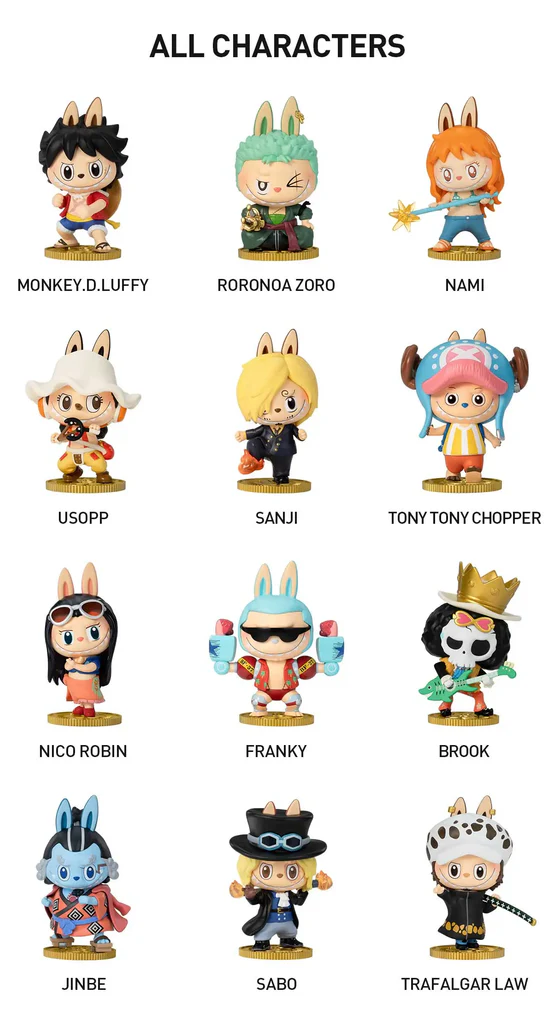 ALL CHARACTERS
MONKEY.D.LUFFY
RORONOA ZORO
NAMI
USOPP
SANJI
TONY TONY CHOPPER
NICO ROBIN
FRANKY
BROOK
JINBE
SABO
TRAFALGAR LAW